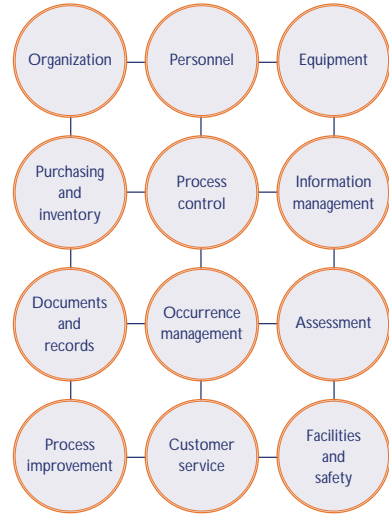 Organization
Personnel
Equipment
Purchasing
and
inventory
Process
control
Information
management
Documents
and
records
Occurrence
management
Assessment
Process
improvement
Customer
service
Facilities
and
safety